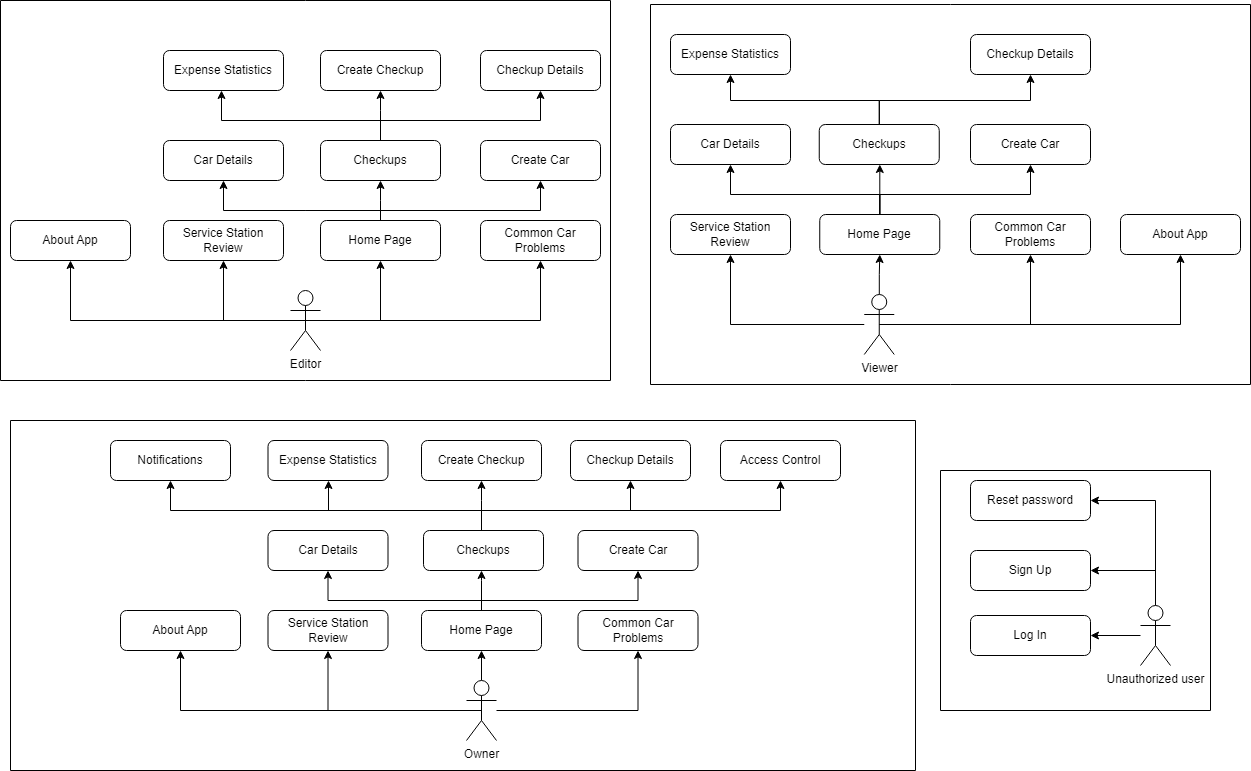 Expense Statistics
Create Checkup
Checkup Details
Car Details
Checkups
Create Car
About App
Service Station
Review
Home Page
Common Car
Problems
Editor
Expense Statistics
Checkup Details
Car Details
Checkups
Create Car
Service Station
Review
Home Page
Common Car
Problems
About App
Viewer
Notifications
Expense Statistics
Create Checkup
Checkup Details
Access Control
Car Details
Checkups
Create Car
About App
Service Station
Review
Home Page
Common Car
Problems
Owner
Reset password
Sign Up
Log In
Unauthorized user